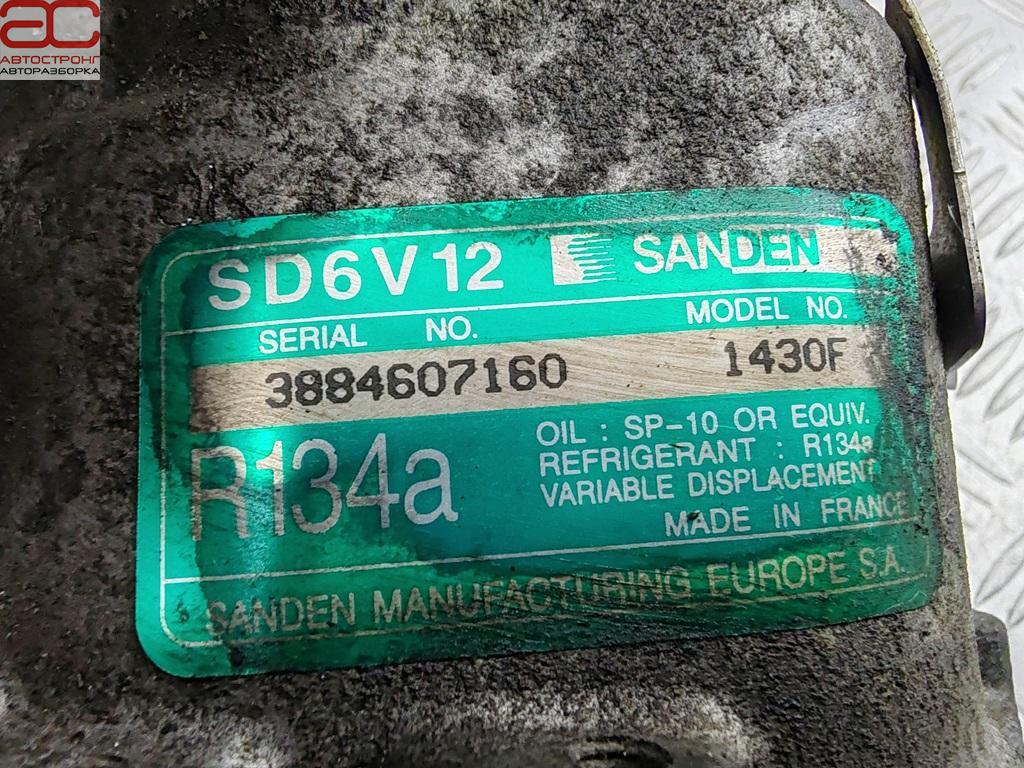 ac
АВТОСТРОНГ
АВТОРАЗБОРКА
SD6V12 SANDEN
SERIAL NO. MODEL NO.
3884607160 1430F
R134a
OIL : SP-10 OR EQUIV.
REFRIGERANT : R134a
VARIABLE DISPLACEMENT
MADE IN FRANCE
SANDEN MANUFACTURING EUROPE S.A.